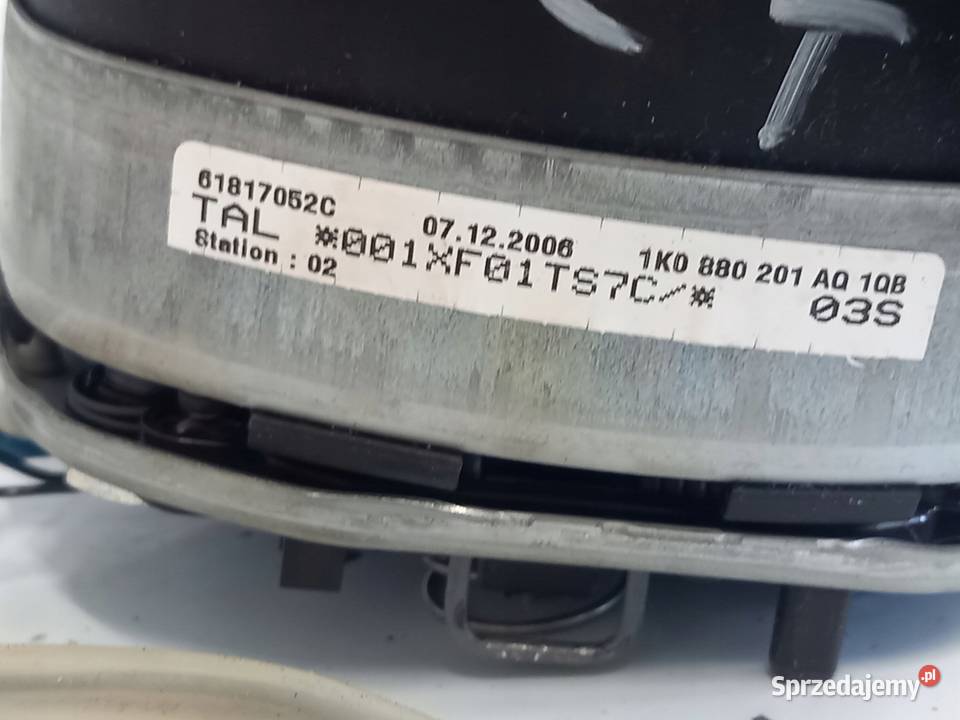 61817052C 07.12.2006 1K0 880 201 AQ 1QB
TAL *001XF01TS7C/* 03S
Station : 02
Sprzedajemy.pl